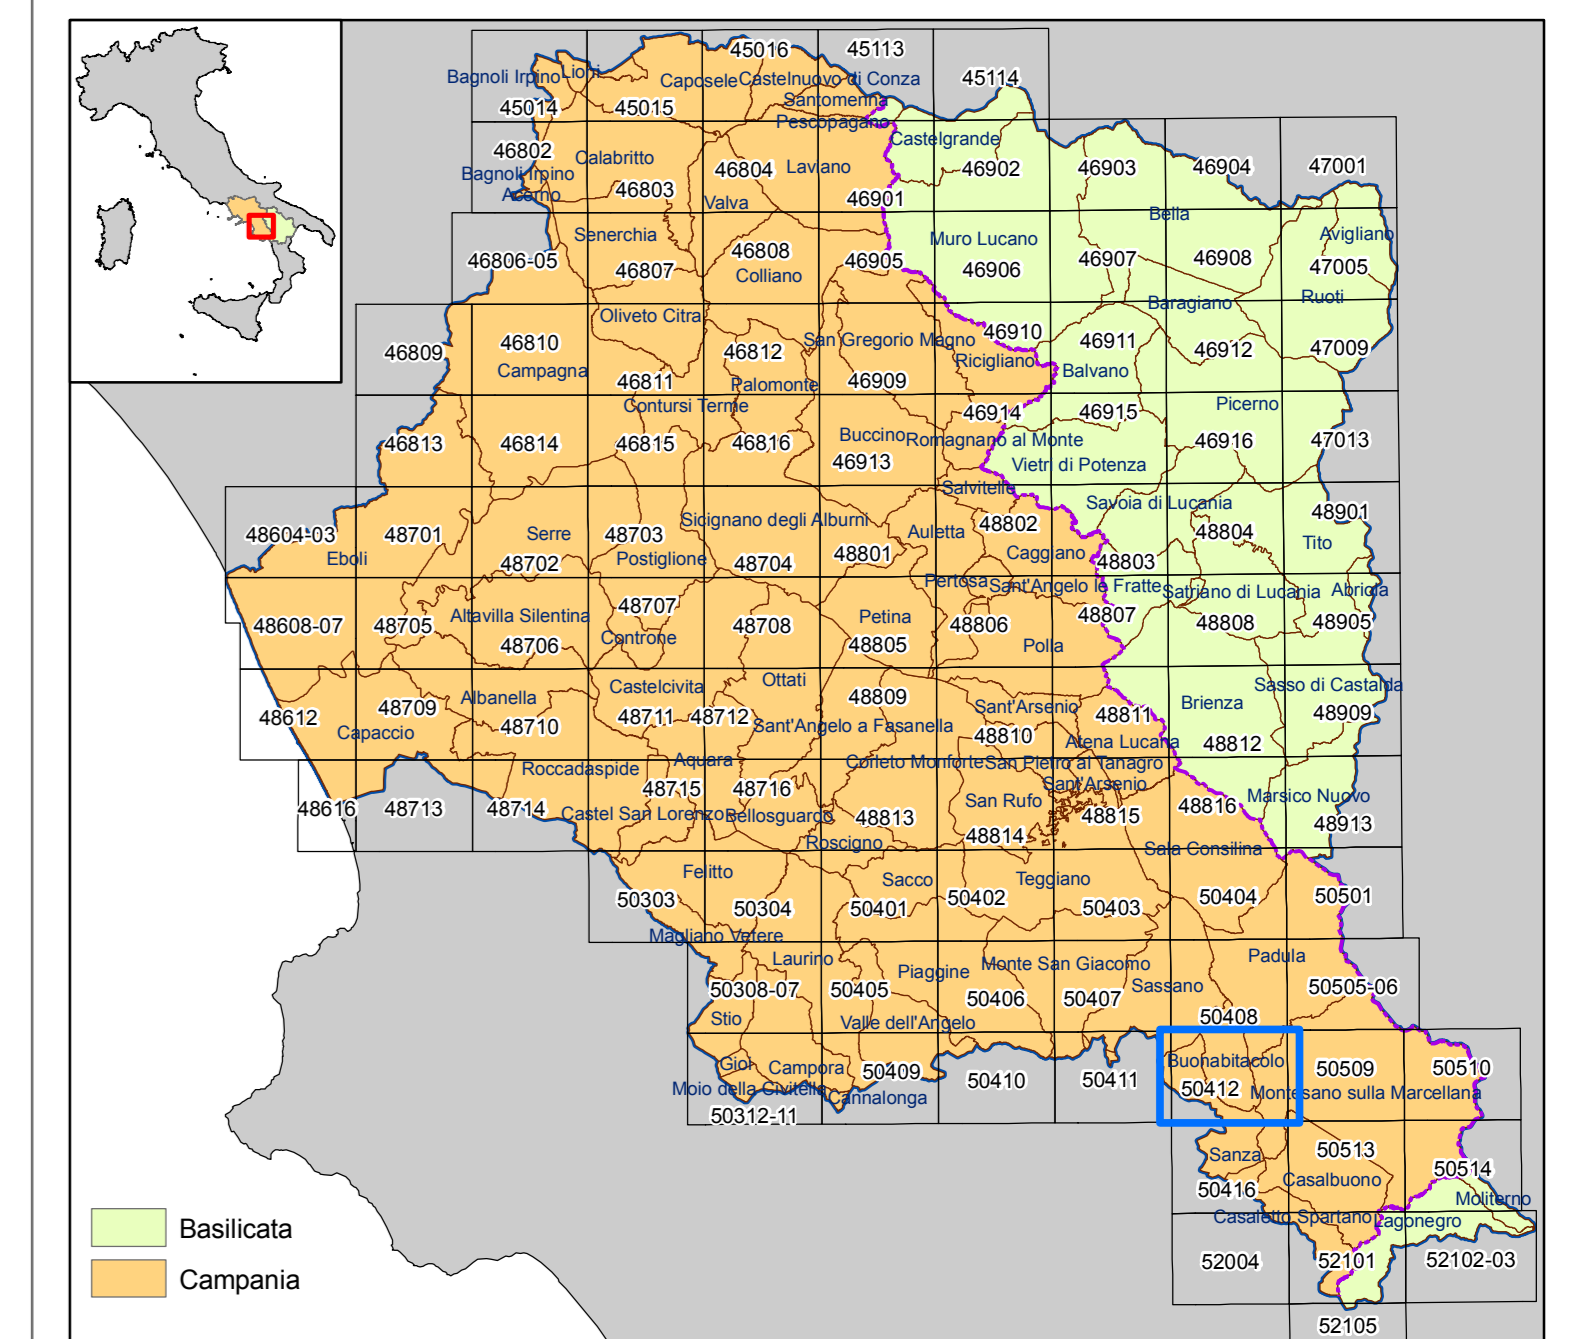 45016
45113
45114
Bagnoli Irpino
Lioni
Caposele
Castelnuovo di Conza
45014
45015
Santomenna
Pescopagano
Castelgrande
46802
Calabritto
46804
Laviano
46902
46903
46904
47001
Bagnoli Irpino
Acerno
46803
Valva
46901
Senerchia
Muro Lucano
Bella
Avigliano
46806-05
46807
46808
Colliano
46905
46906
46907
46908
47005
Oliveto Citra
Baragiano
Ruoti
46809
46810
Campagna
46812
San Gregorio Magno
46910
Ricigliano
46911
Balvano
46912
47009
46811
Palomonte
46909
Contursi Terme
46914
46915
Picerno
46813
46814
46815
46816
Buccino
46913
Romagnano al Monte
46916
47013
Vietri di Potenza
Salvitelle
Savoia di Lucania
48604-03
48701
Serre
48703
Sicignano degli Alburni
Auletta
48802
48804
48901
Eboli
48702
Postiglione
48704
48801
Caggiano
48803
Tito
Pertosa
Sant'Angelo le Fratte
Satriano di Lucania
Abriola
48608-07
48705
Altavilla Silentina
48707
48708
Petina
48806
48807
48808
48905
48706
Controne
48805
Polla
48612
48709
Albanella
Castelcivita
Ottati
48809
Sant'Arsenio
Brienza
Sasso di Castalda
Capaccio
48710
48711
48712
Sant'Angelo a Fasanella
48810
48811
48909
Atena Lucana
48812
Roccadaspide
Aquara
Corleto Monforte
San Pietro al Tanagro
Sant'Arsenio
48616
48713
48714
48715
48716
San Rufo
48816
Marsico Nuovo
Castel San Lorenzo
Bellosguardo
48813
48814
48815
48913
Roscigno
Sala Consilina
Felitto
Sacco
Teggiano
50303
50304
50401
50402
50403
50404
50501
Magliano Vetere
Laurino
Piaggine
Monte San Giacomo
Padula
50308-07
50405
50406
50407
Sassano
50505-06
Stio
Valle dell'Angelo
50408
Gioi
Campora
50409
50410
50411
Buonabitacolo
50509
50510
Moio della Civitella
Cannalonga
50412
Montesano sulla Marcellana
50312-11
Sanza
50513
50514
50416
Casalbuono
Moliterno
Casaletto Spartano
Lagonegro
52004
52101
52102-03
52105
Basilicata
Campania